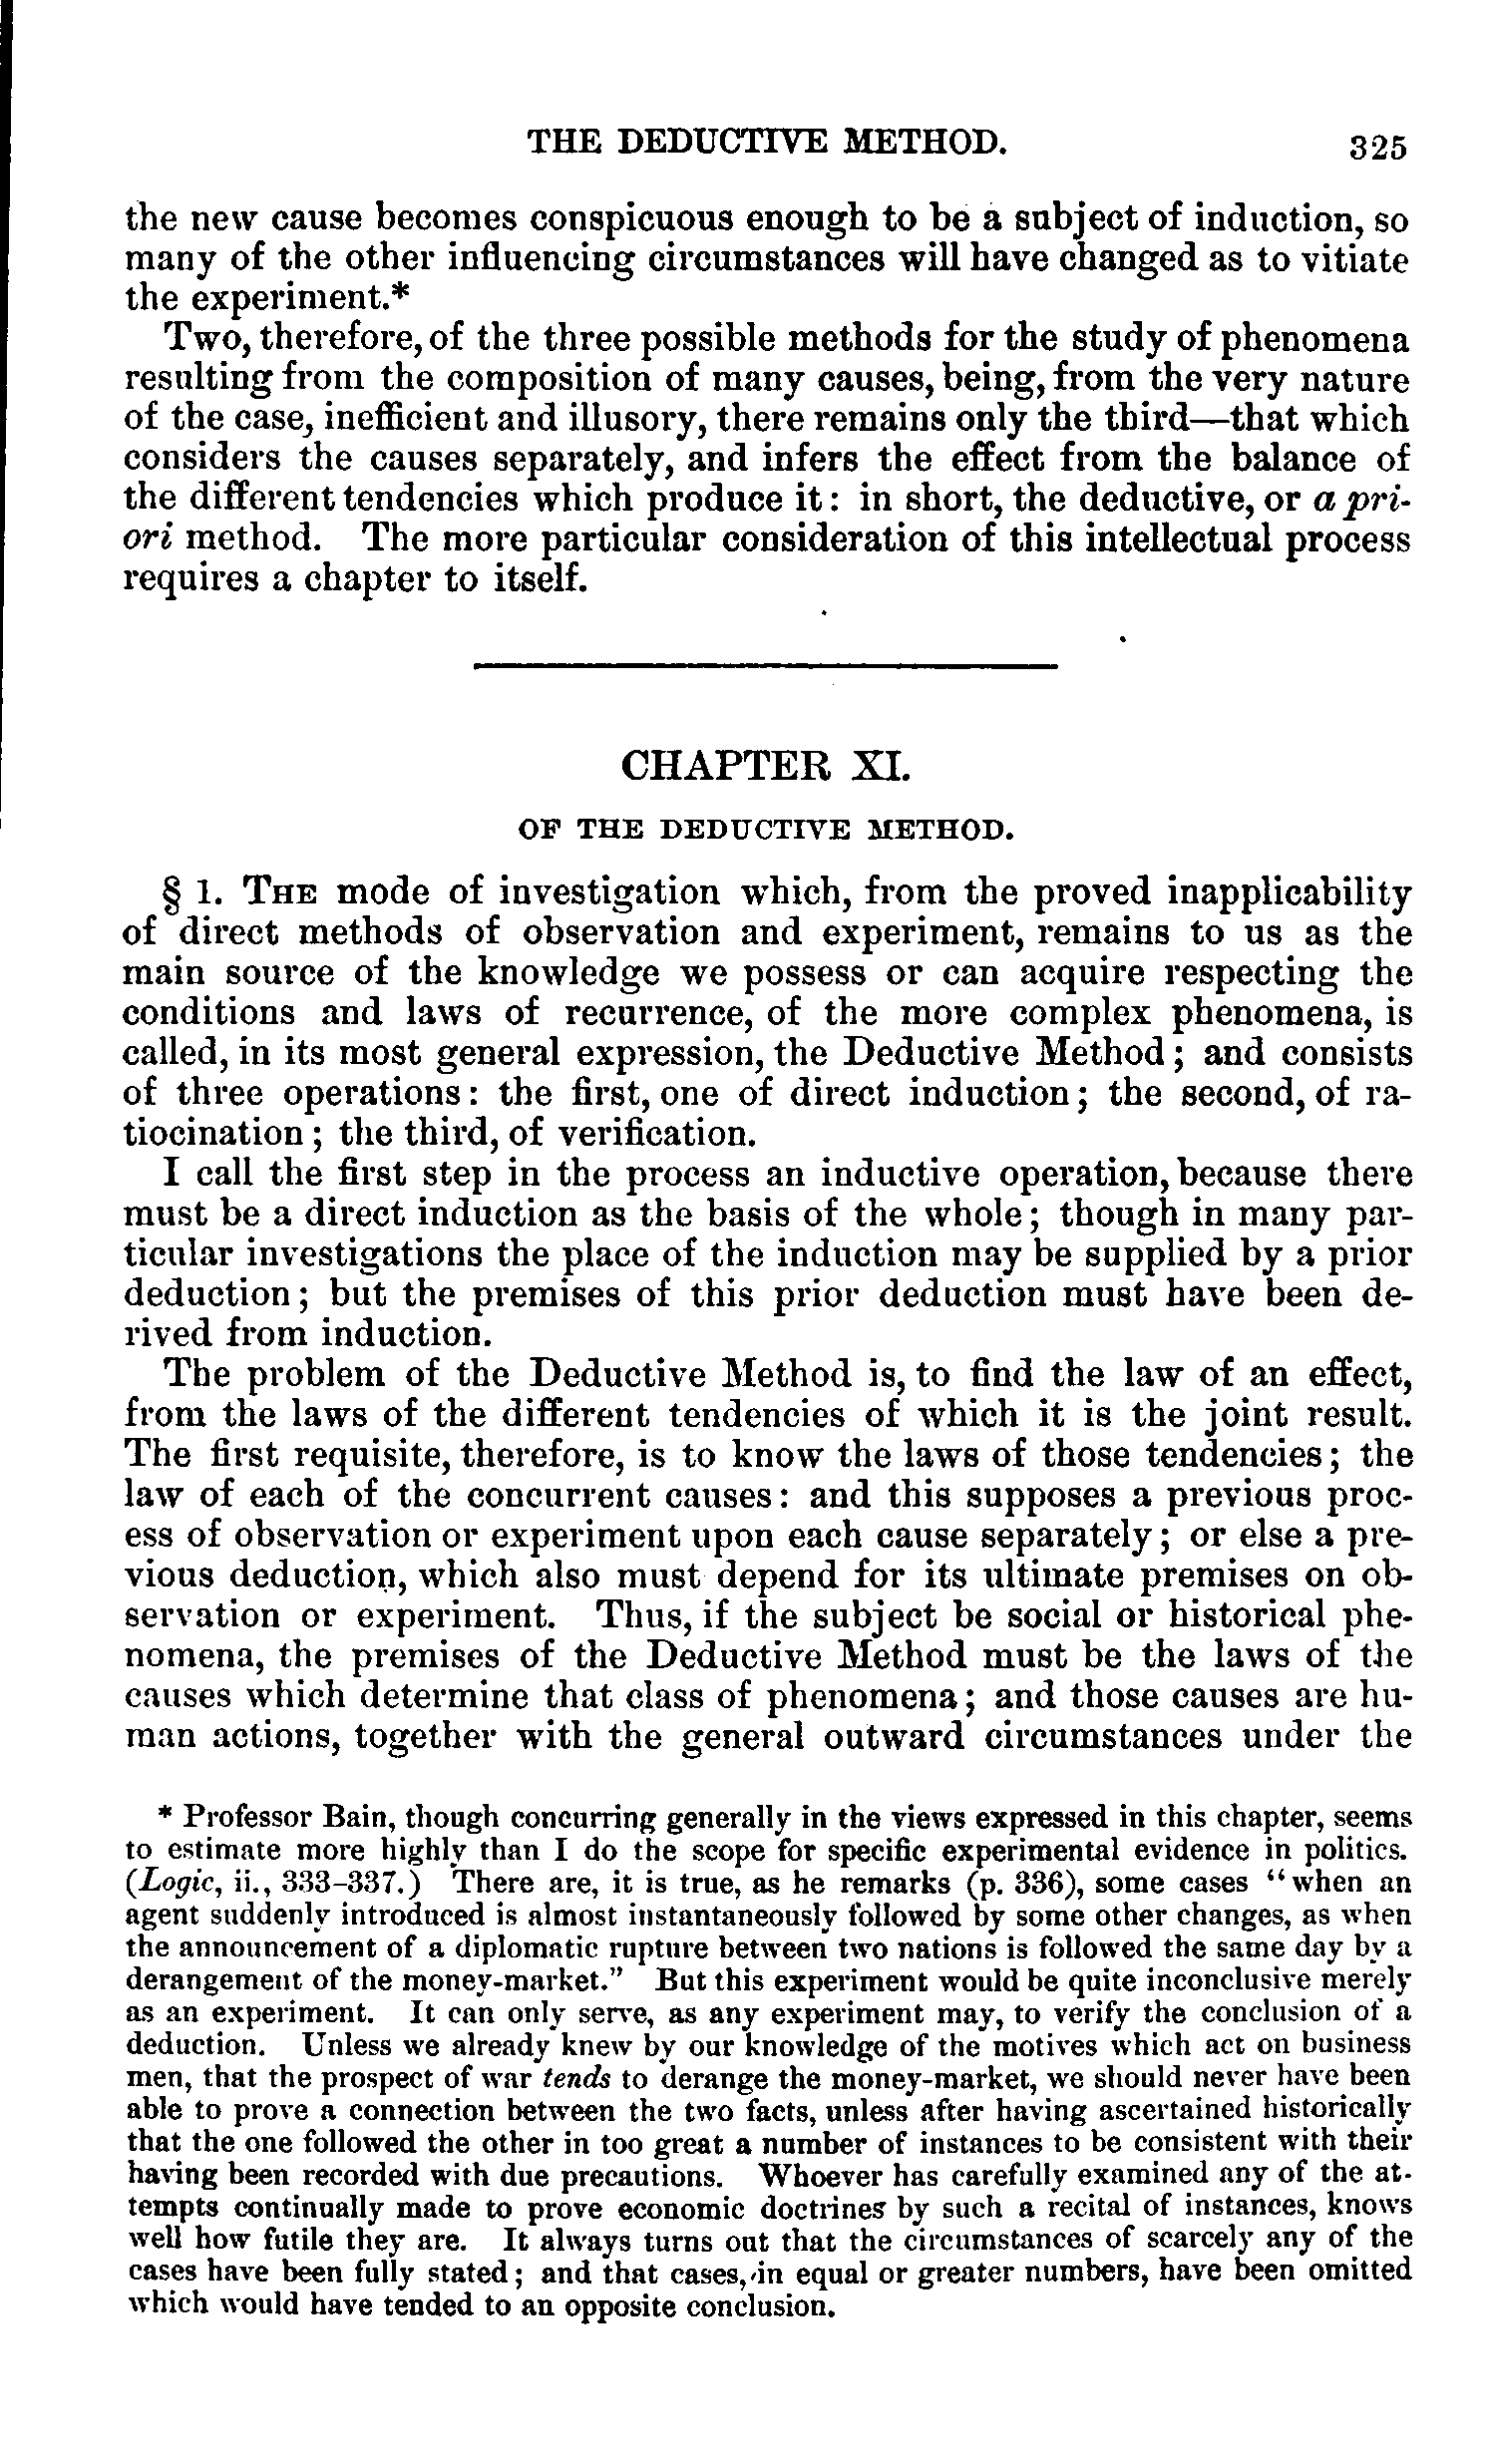 THE DEDUCTIVE METHOD. 325
the new cause becomes conspicuous enough to be a subject of induction, so
many of the other influencing circumstances will have changed as to vitiate
the experiment.*
Two, therefore, of the three possible methods for the study of phenomena
resulting from the composition of many causes, being, from the very nature
of the case, inefficient and illusory, there remains only the third—that which
considers the causes separately, and infers the effect from the balance of
the different tendencies which produce it: in short, the deductive, or a pri-
ori method. The more particular consideration of this intellectual process
requires a chapter to itself.
CHAPTER XI.
OF THE DEDUCTIVE METHOD.
§ 1. THE mode of investigation which, from the proved inapplicability
of direct methods of observation and experiment, remains to us as the
main source of the knowledge we possess or can acquire respecting the
conditions and laws of recurrence, of the more complex phenomena, is
called, in its most general expression, the Deductive Method; and consists
of three operations: the first, one of direct induction; the second, of ra-
tiocination; the third, of verification.
I call the first step in the process an inductive operation, because there
must be a direct induction as the basis of the whole; though in many par-
ticular investigations the place of the induction may be supplied by a prior
deduction; but the premises of this prior deduction must have been de-
rived from induction.
The problem of the Deductive Method is, to find the law of an effect,
from the laws of the different tendencies of which it is the joint result.
The first requisite, therefore, is to know the laws of those tendencies; the
law of each of the concurrent causes: and this supposes a previous proc-
ess of observation or experiment upon each cause separately; or else a pre-
vious deduction, which also must depend for its ultimate premises on ob-
servation or experiment. Thus, if the subject be social or historical phe-
nomena, the premises of the Deductive Method must be the laws of the
causes which determine that class of phenomena; and those causes are hu-
man actions, together with the general outward circumstances under the
* Professor Bain, though concurring generally in the views expressed in this chapter, seems
to estimate more highly than I do the scope for specific experimental evidence in politics.
(Logic, ii., 333-337.) There are, it is true, as he remarks (p. 336), some cases "when an
agent suddenly introduced is almost instantaneously followed by some other changes, as when
the announcement of a diplomatic rupture between two nations is followed the same day by a
derangement of the money-market." But this experiment would be quite inconclusive merely
as an experiment. It can only serve, as any experiment may, to verify the conclusion of a
deduction. Unless we already knew by our knowledge of the motives which act on business
men, that the prospect of war tends to derange the money-market, we should never have been
able to prove a connection between the two facts, unless after having ascertained historically
that the one followed the other in too great a number of instances to be consistent with their
having been recorded with due precautions. Whoever has carefully examined any of the at-
tempts continually made to prove economic doctrines by such a recital of instances, knows
well how futile they are. It always turns out that the circumstances of scarcely any of the
cases have been fully stated; and that cases, in equal or greater numbers, have been omitted
which would have tended to an opposite conclusion.